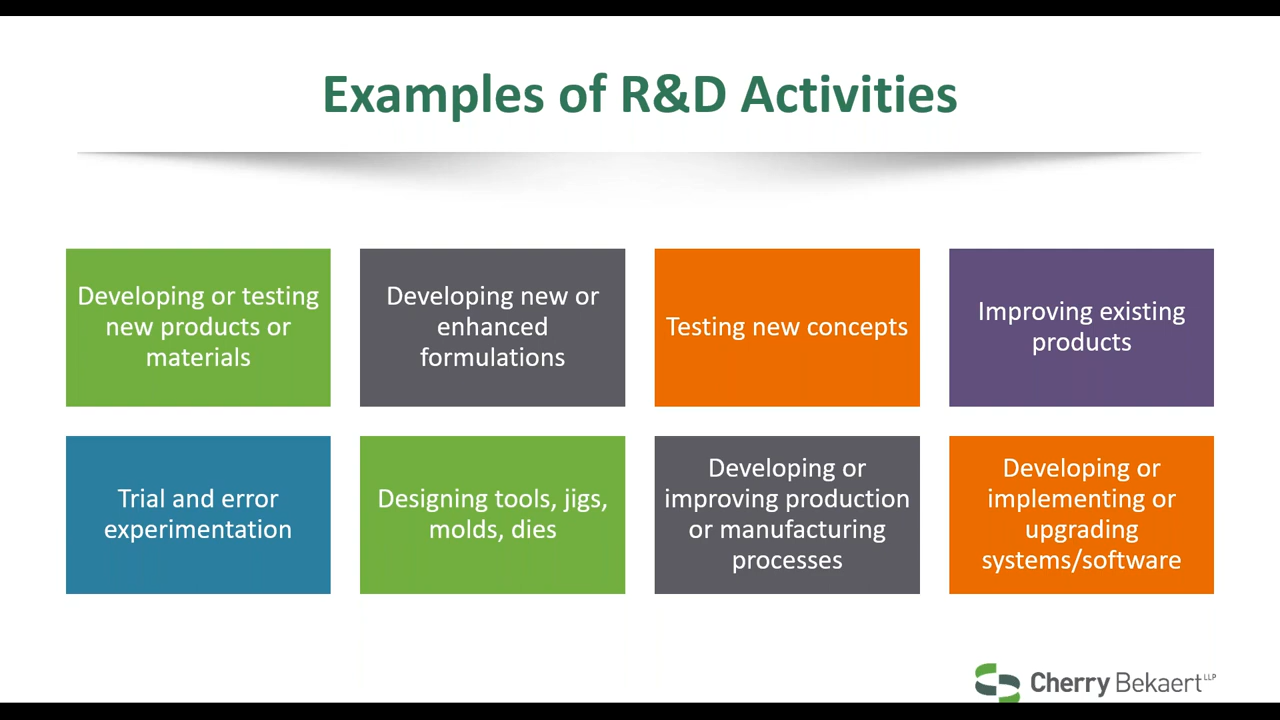 Examples of R&D Activities
Developing or testing
new products or
materials
Developing new or
enhanced
formulations
Testing new concepts
Improving existing
products
Trial and error
experimentation
Designing tools, jigs,
molds, dies
Developing or
improving production
or manufacturing
processes
Developing or
implementing or
upgrading
systems/software
Cherry Bekaert LLP